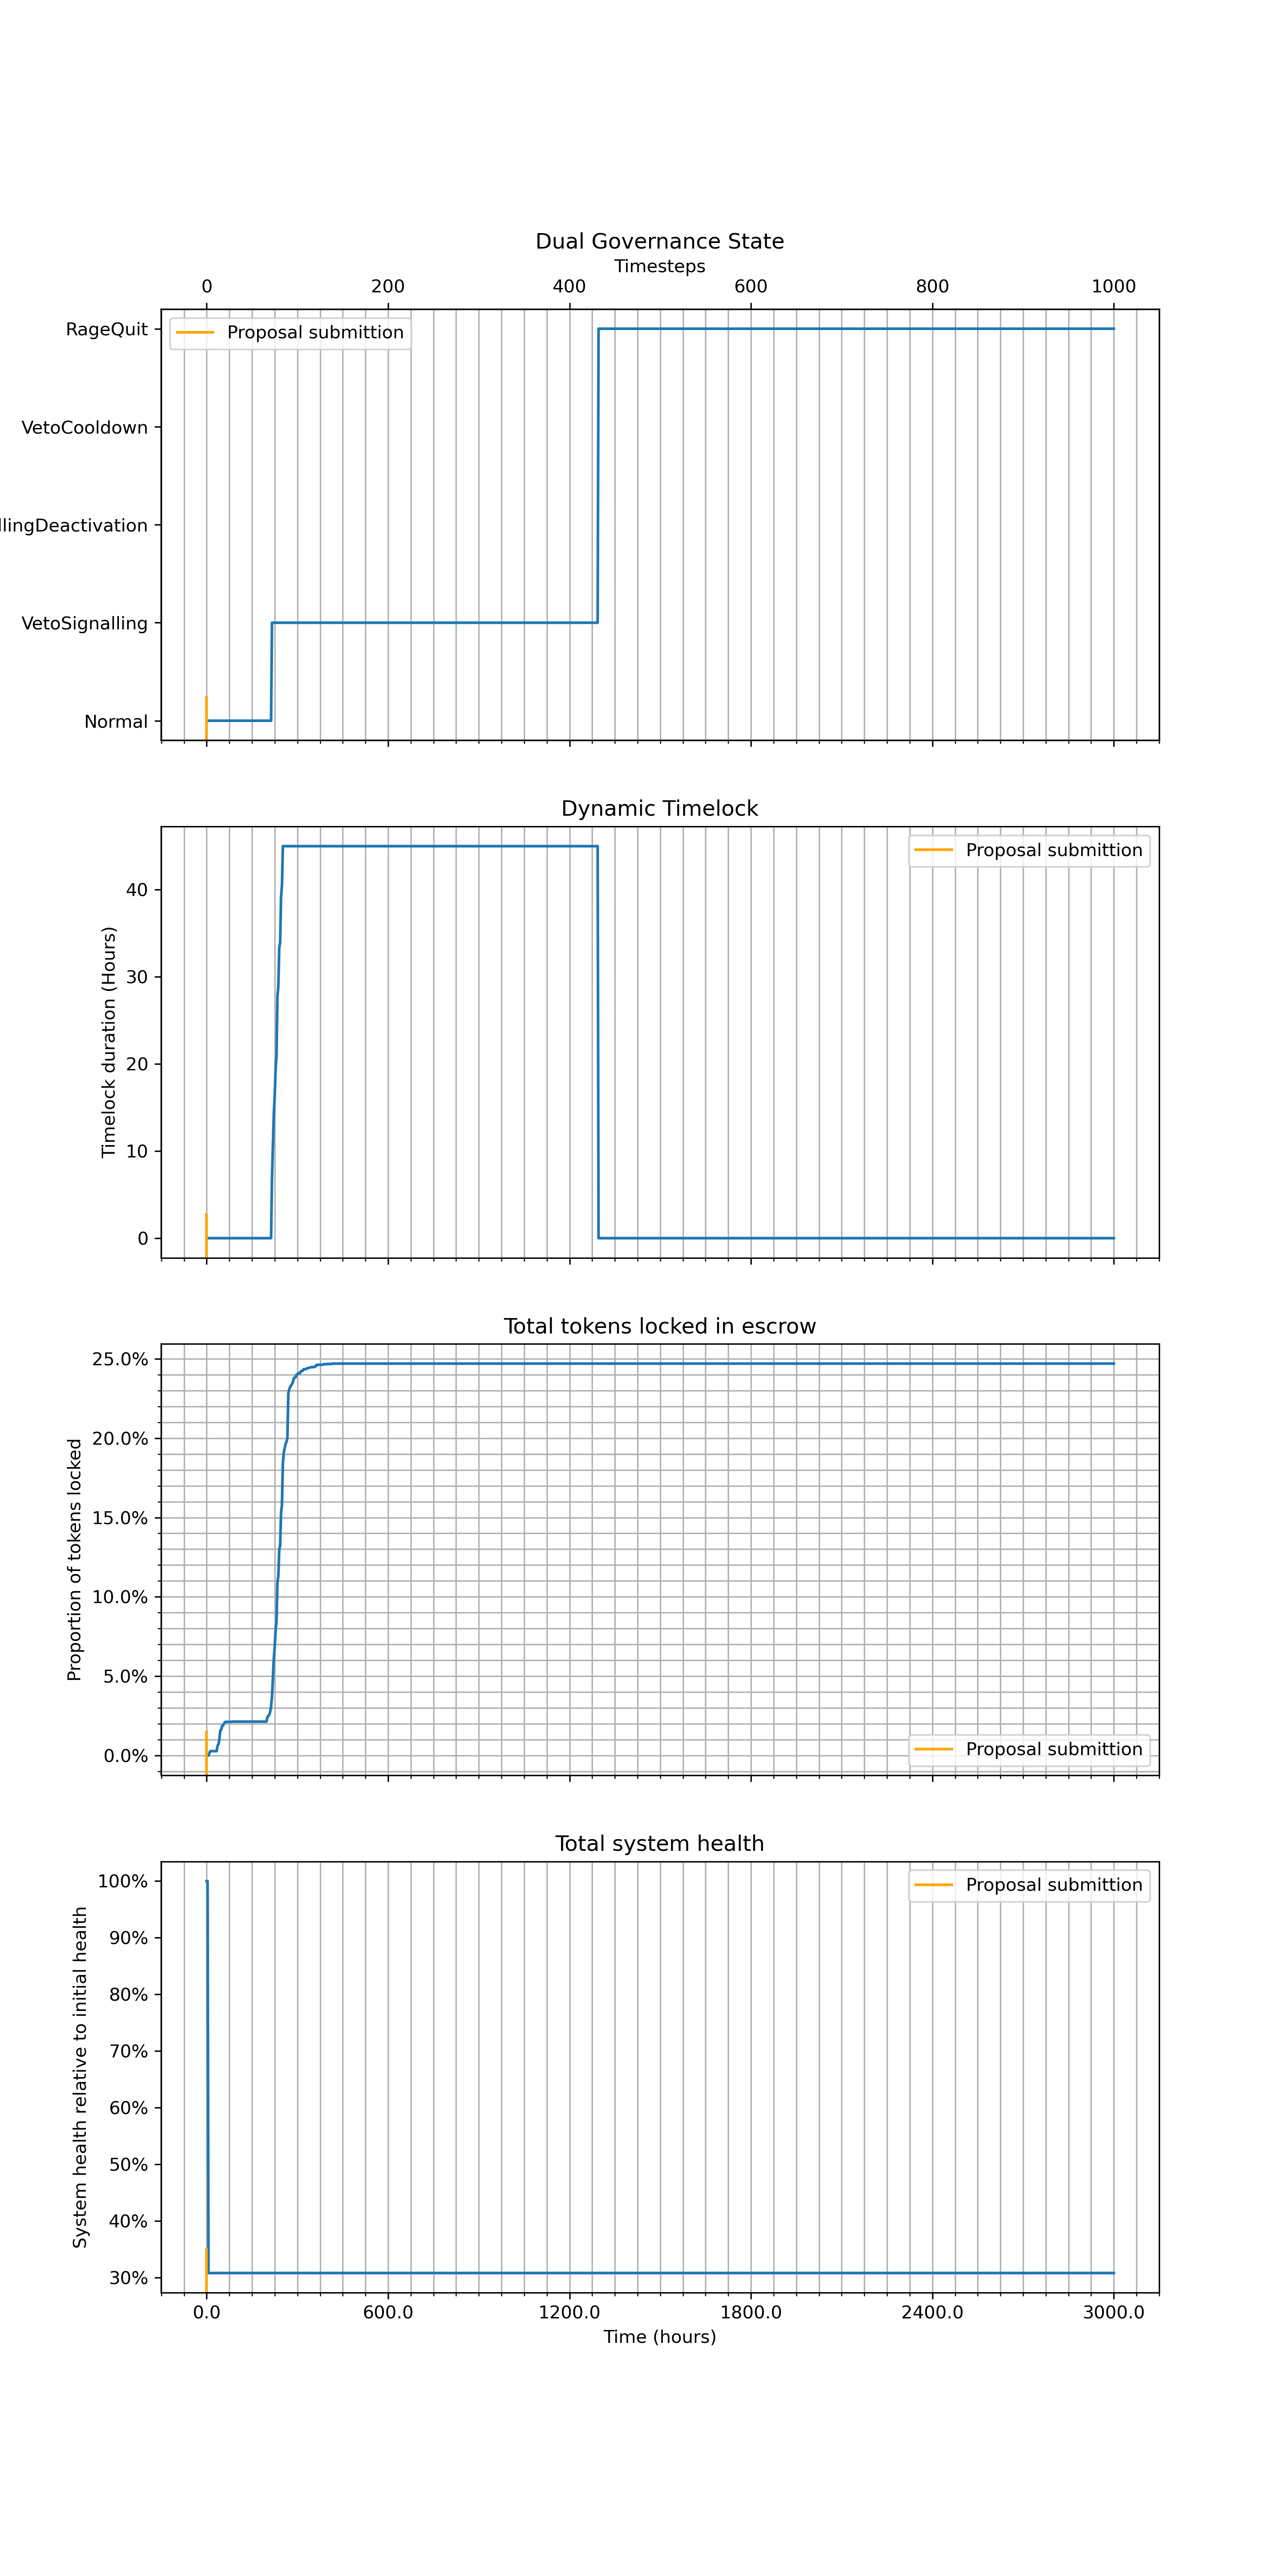 Dual Governance State
Timesteps
0 200 400 600 800 1000
RageQuit
VetoCooldown
llingDeactivation
VetoSignalling
Normal
Proposal submittion
Dynamic Timelock
Timelock duration (Hours)
40
30
20
10
0
Proposal submittion
Total tokens locked in escrow
Proportion of tokens locked
25.0%
20.0%
15.0%
10.0%
5.0%
0.0%
Proposal submittion
Total system health
System health relative to initial health
100%
90%
80%
70%
60%
50%
40%
30%
Proposal submittion
0.0 600.0 1200.0 1800.0 2400.0 3000.0
Time (hours)